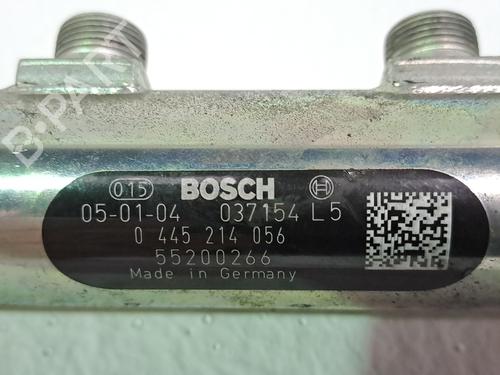 B-PART
015 BOSCH
05-01-04 037154 L5
0 445 214 056
55200266
Made in Germany